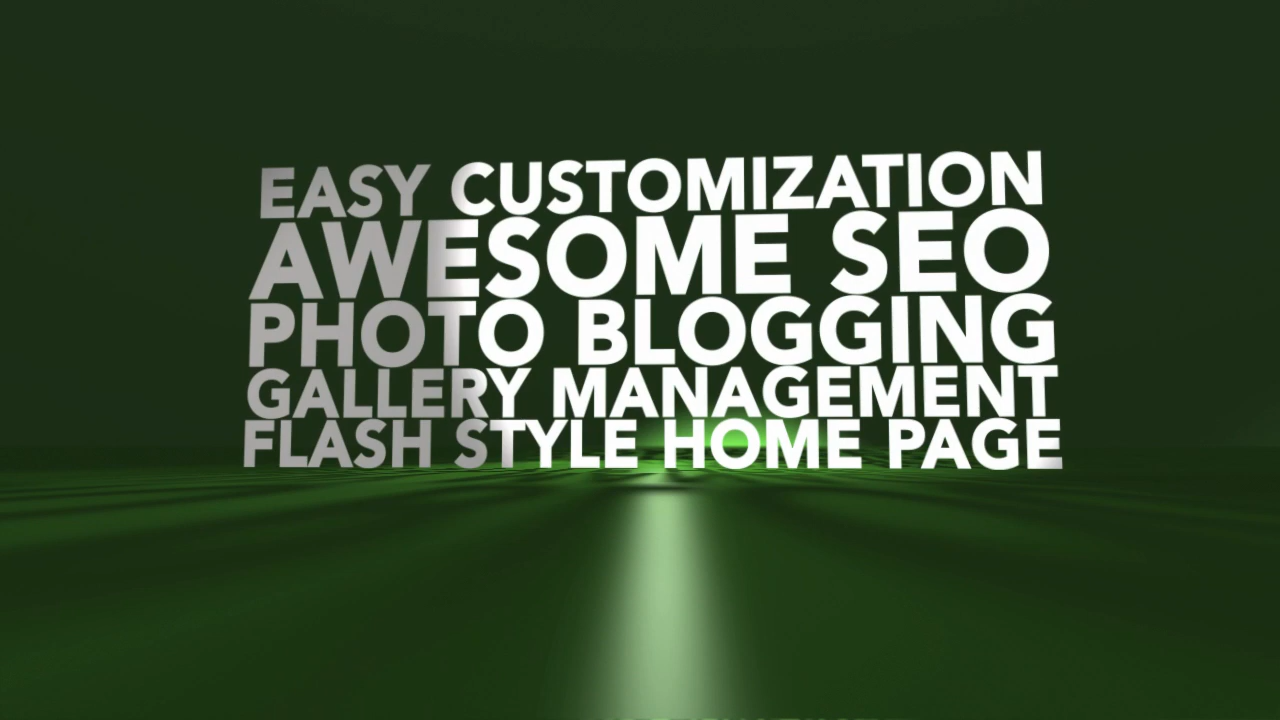 EASY CUSTOMIZATION
AWESOME SEO
PHOTO BLOGGING
GALLERY MANAGEMENT
FLASH STYLE HOME PAGE